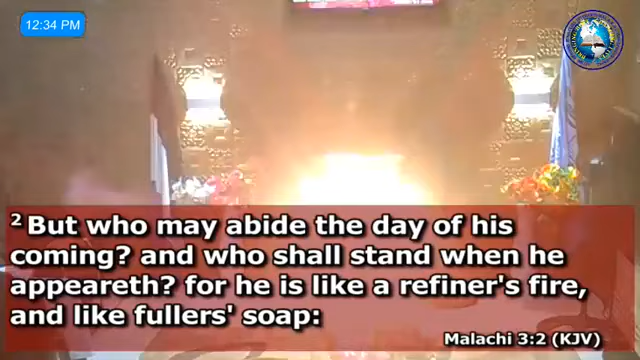 12:34 PM
2 But who may abide the day of his
coming? and who shall stand when he
appeareth? for he is like a refiner's fire,
and like fullers' soap:
Malachi 3:2 (KJV)